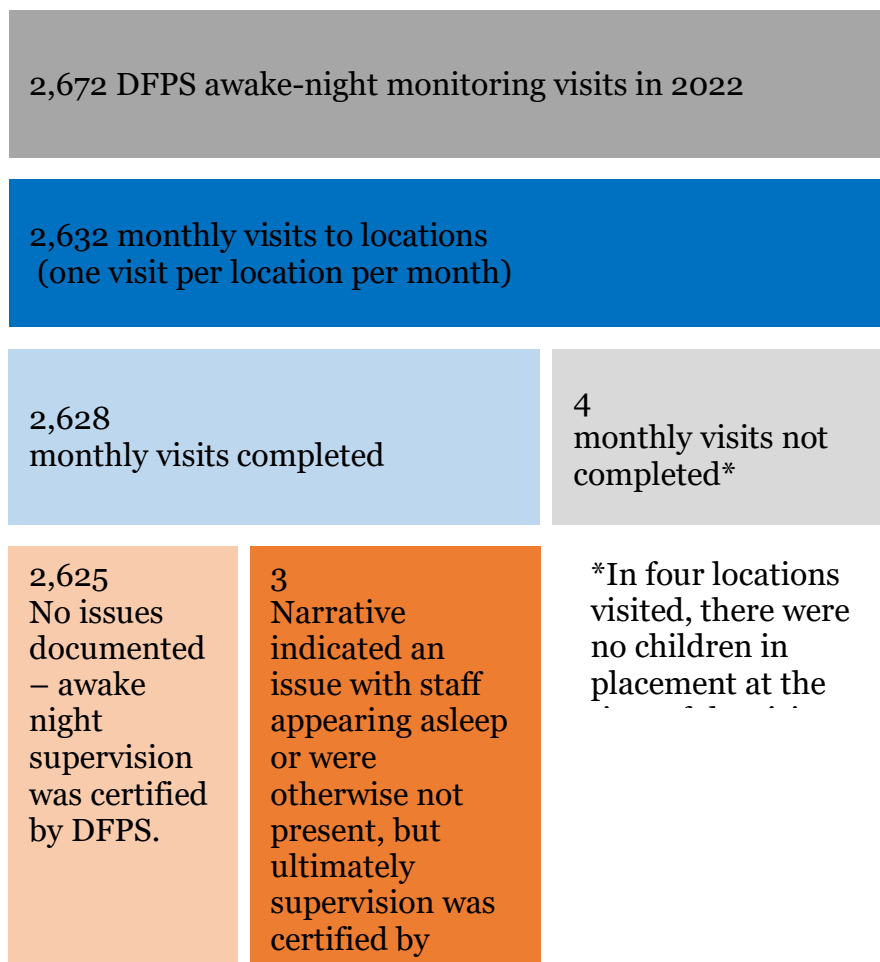 2,672 DFPS awake-night monitoring visits in 2022
2,632 monthly visits to locations
(one visit per location per month)
2,628
monthly visits completed
4
monthly visits not
completed*
2,625
No issues
documented
– awake
night
supervision
was certified
by DFPS.
3
Narrative
indicated an
issue with staff
appearing asleep
or were
otherwise not
present, but
ultimately
supervision was
certified by
*In four locations
visited, there were
no children in
placement at the